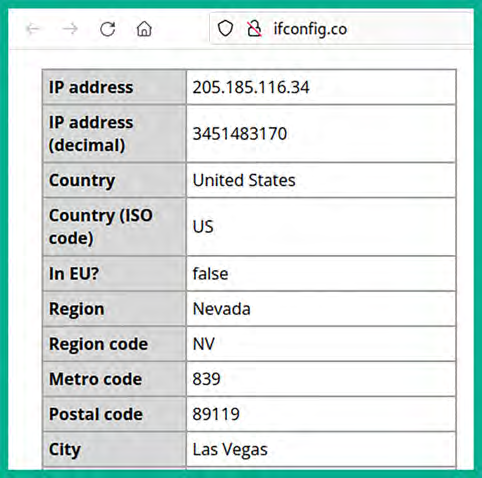 ifconfig.co
IP address 205.185.116.34
IP address
(decimal) 3451483170
Country United States
Country (ISO
code) US
In EU? false
Region Nevada
Region code NV
Metro code 839
Postal code 89119
City Las Vegas